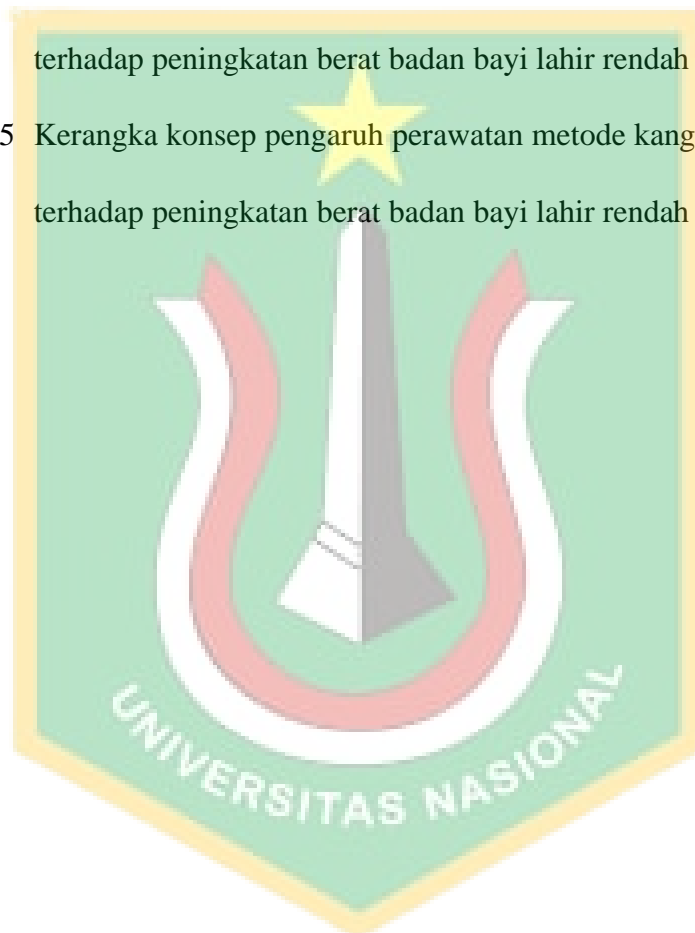 terhadap peningkatan berat badan bayi lahir rendah
5 Kerangka konsep pengaruh perawatan metode kang
terhadap peningkatan berat badan bayi lahir rendah
UNIVERSITAS NASIONAL